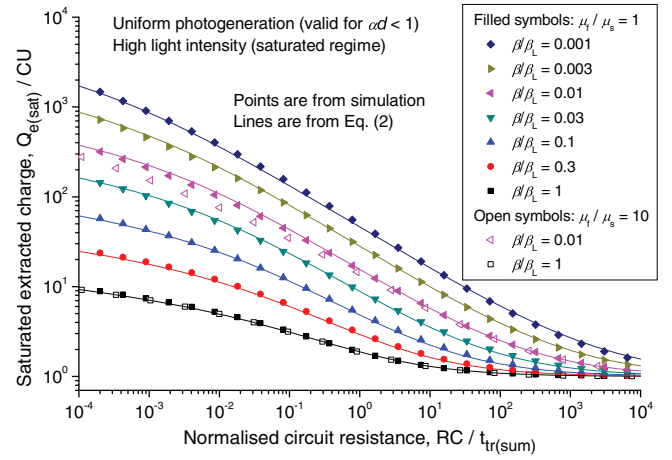 Uniform photogeneration (valid for αd < 1)
High light intensity (saturated regime)
Points are from simulation
Lines are from Eq. (2)
Filled symbols: μf / μs = 1
β/βL = 0.001
β/βL = 0.003
β/βL = 0.01
β/βL = 0.03
β/βL = 0.1
β/βL = 0.3
β/βL = 1
Open symbols: μf / μs = 10
β/βL = 0.01
β/βL = 1
Saturated extracted charge, Qe(sat) / CU
10^4
10^3
10^2
10^1
10^0
10^-4
10^-3
10^-2
10^-1
10^0
10^1
10^2
10^3
10^4
Normalised circuit resistance, RC / ttr(sum)